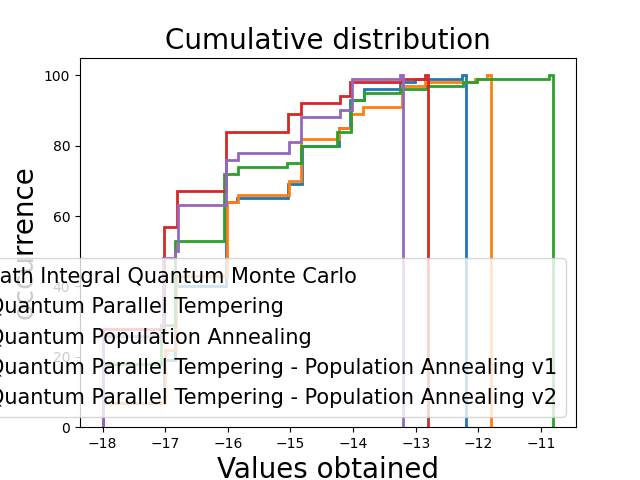 Cumulative distribution
100
80
60
40
20
0
ath Integral Quantum Monte Carlo
Quantum Parallel Tempering
Quantum Population Annealing
Quantum Parallel Tempering - Population Annealing v1
Quantum Parallel Tempering - Population Annealing v2
−18 −17 −16 −15 −14 −13 −12 −11
Values obtained